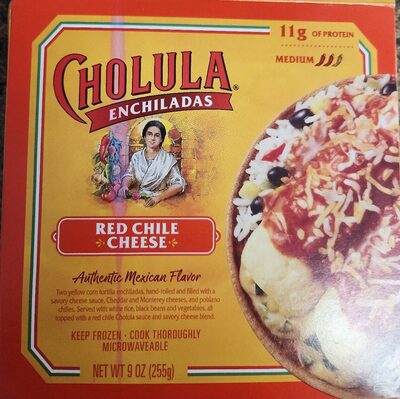 11g OF PROTEIN
MEDIUM
CHOLULA®
ENCHILADAS
RED CHILE
CHEESE
Authentic Mexican Flavor
Two yellow corn tortilla enchiladas, hand-rolled and filled with a
savory cheese sauce, Cheddar and Monterey cheeses, and poblano
chilies. Served with white rice, black beans and vegetables, all
topped with a red chile Cholula sauce and savory cheese blend.
KEEP FROZEN • COOK THOROUGHLY
MICROWAVEABLE
NET WT 9 OZ (255g)